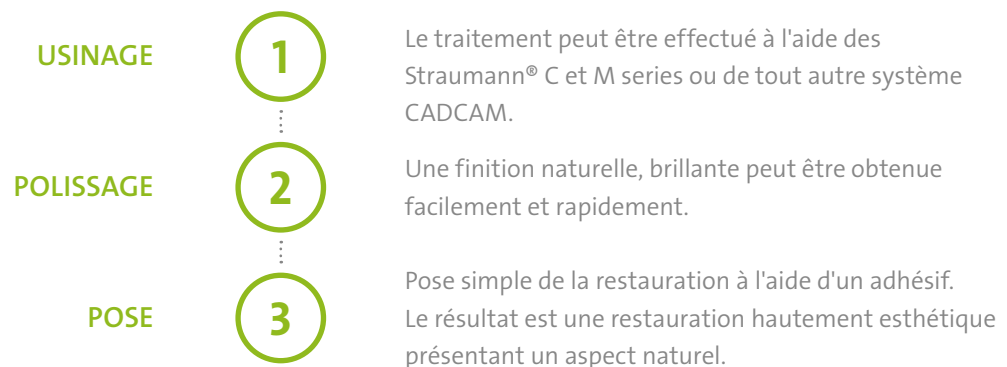 USINAGE
1
Le traitement peut être effectué à l'aide des
Straumann® C et M series ou de tout autre système
CADCAM.
POLISSAGE
2
Une finition naturelle, brillante peut être obtenue
facilement et rapidement.
POSE
3
Pose simple de la restauration à l'aide d'un adhésif.
Le résultat est une restauration hautement esthétique
présentant un aspect naturel.